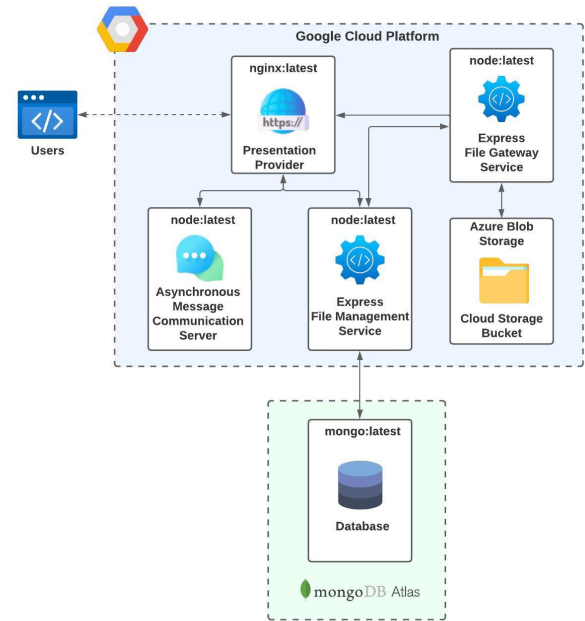 Google Cloud Platform
nginx:latest
https://
Presentation
Provider
node:latest
Express
File Gateway
Service
Users
node:latest
Asynchronous
Message
Communication
Server
node:latest
Express
File Management
Service
Azure Blob
Storage
Cloud Storage
Bucket
mongo:latest
Database
mongoDB Atlas